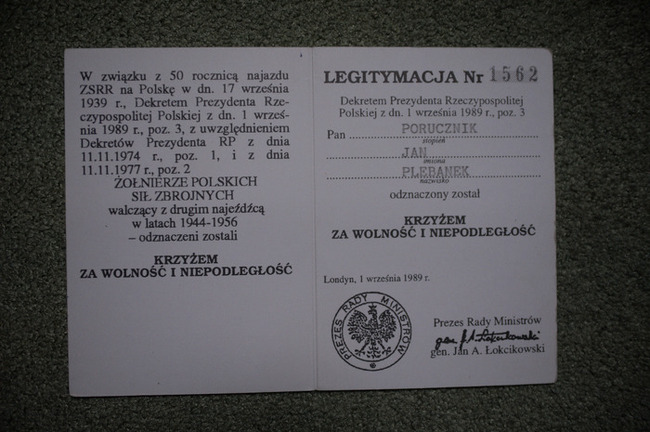 W związku z 50 rocznicą najazdu
ZSRR na Polskę w dn. 17 września
1939 r., Dekretem Prezydenta Rze-
czypospolitej Polskiej z dn. 1 wrześ-
nia 1989 r., poz. 3, z uwzględnieniem
Dekretów Prezydenta RP z dnia
11.11.1974 r., poz. 1, i z dnia
11.11.1977 r., poz. 2
ŻOŁNIERZE POLSKICH
SIŁ ZBROJNYCH
walczący z drugim najeźdźcą
w latach 1944-1956
– odznaczeni zostali
KRZYŻEM
ZA WOLNOŚĆ I NIEPODLEGŁOŚĆ
LEGITYMACJA Nr 1562
Dekretem Prezydenta Rzeczypospolitej
Polskiej z dn. 1 września 1989 r., poz. 3
Pan PORUCZNIK
stopień
JAN
imiona
PLEBANEK
nazwisko
odznaczony został
KRZYŻEM
ZA WOLNOŚĆ I NIEPODLEGŁOŚĆ
Londyn, 1 września 1989 r.
PREZES RADY MINISTRÓW
Prezes Rady Ministrów
gen. J.A. Łokcikowski
gen. Jan A. Łokcikowski